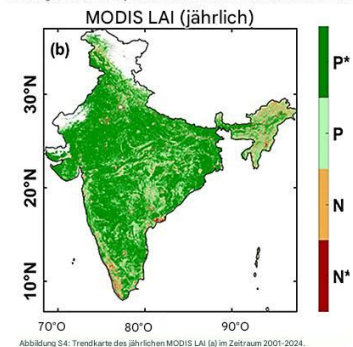 MODIS LAI (jährlich)
(b)
30°N
20°N
10°N
70°O
80°O
90°O
P*
P
N
N*
Abbildung S4: Trendkarte des jährlichen MODIS LAI (a) im Zeitraum 2001-2024.